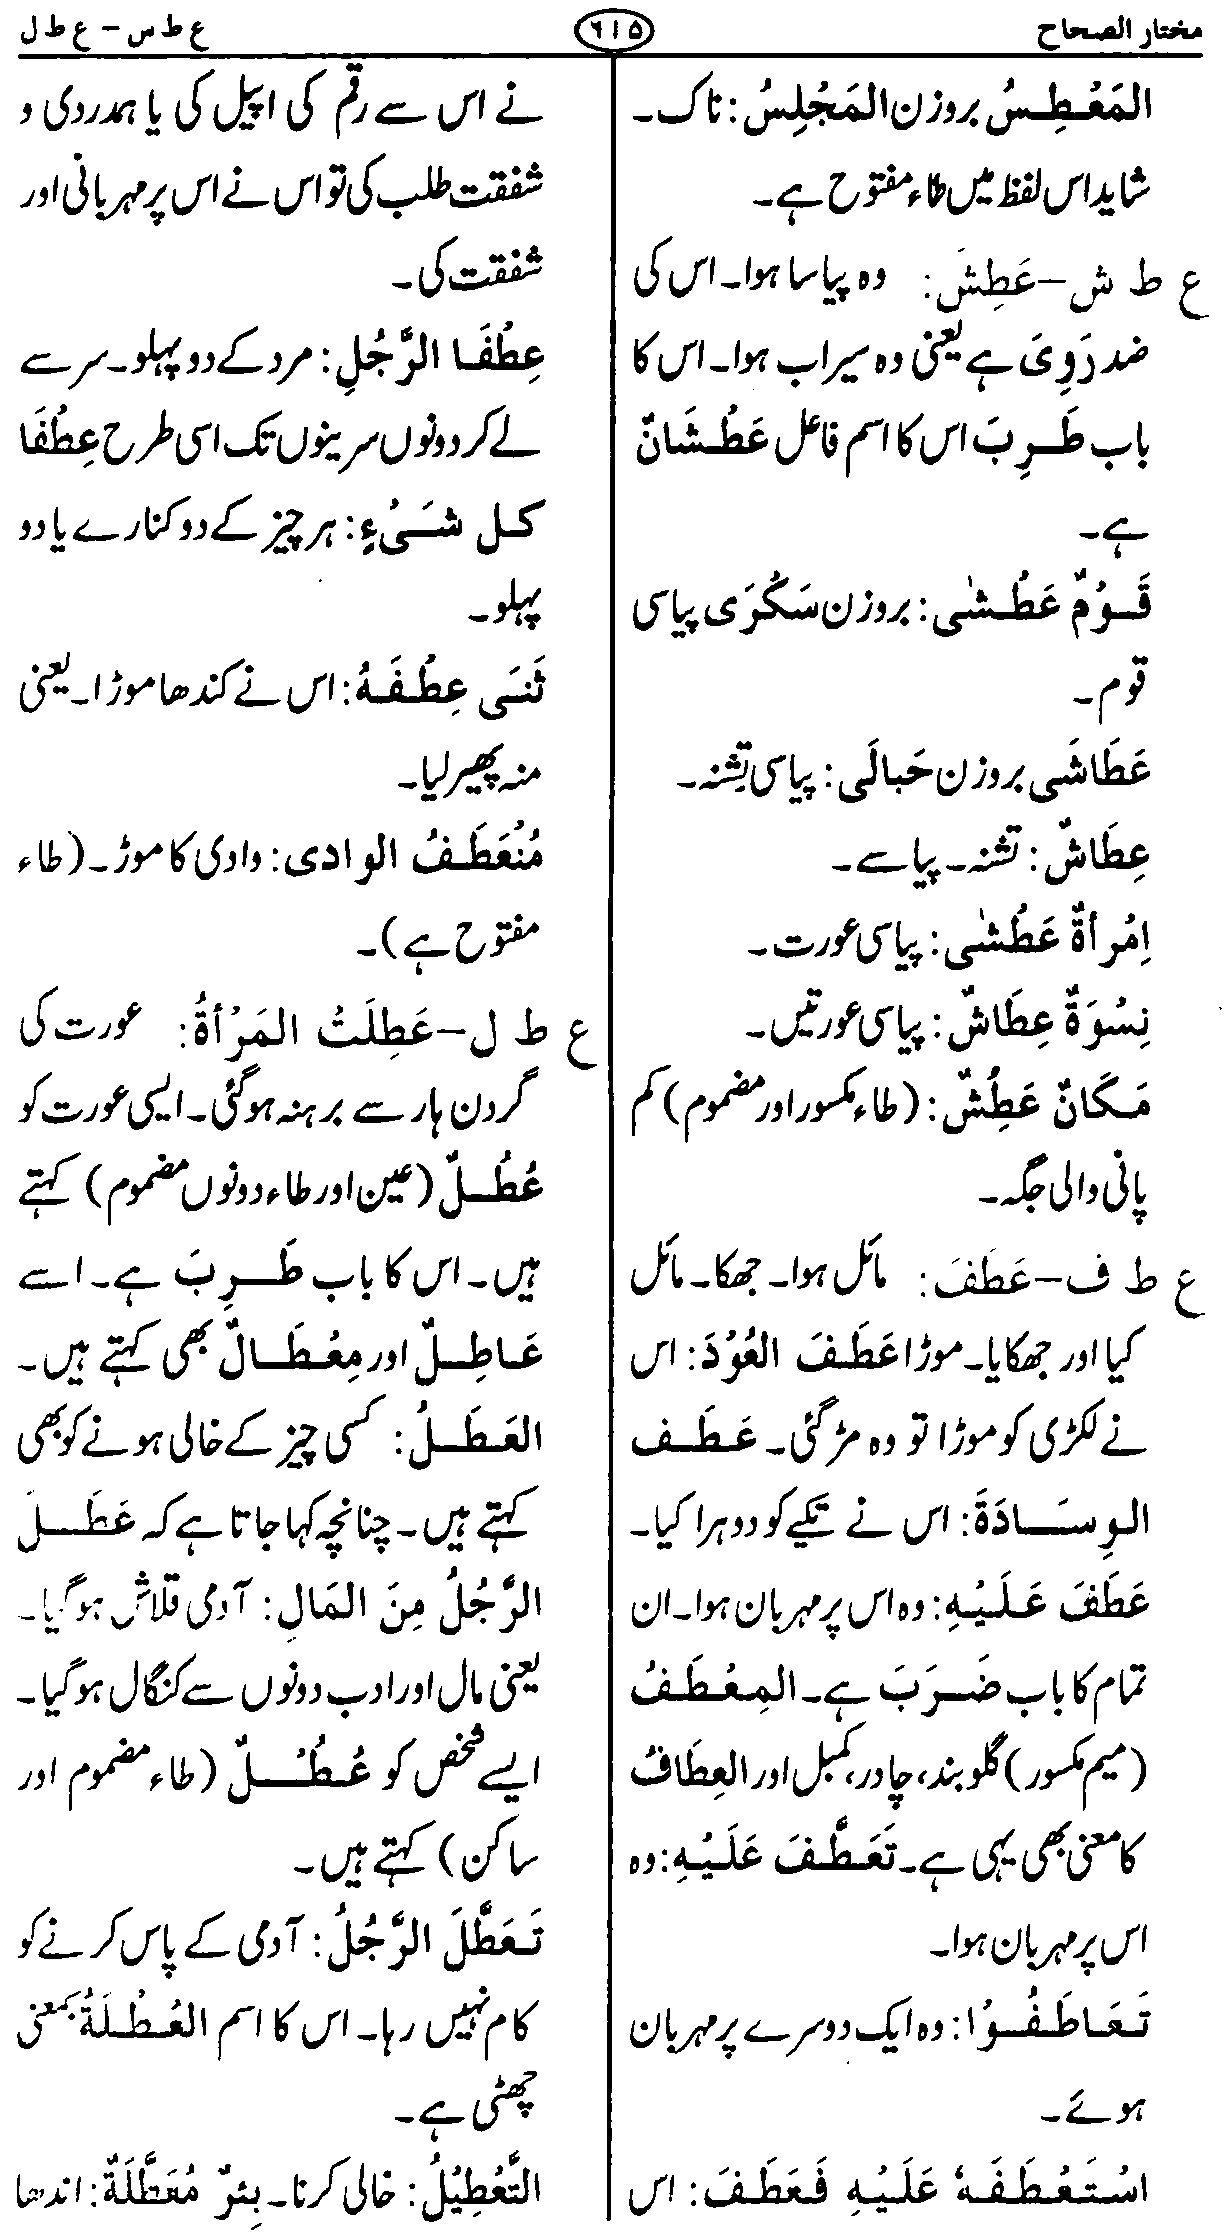 مختار الصحاح
٦١٥
ع ط س – ع ط ل
المَعْطِسُ بروزن المَجْلِسُ: ناک۔
شاید اس لفظ میں طاء مفتوح ہے۔
ع ط ش – عَطِشَ: وہ پیاسا ہوا۔ اس کی
ضد رَوِیَ ہے یعنی وہ سیراب ہوا۔ اس کا
باب طَرِبَ اس کا اسم فاعل عَطْشَانٌ
ہے۔
قَوْمٌ عَطْشٰی: بروزن سَکْرَی پیاسی
قوم۔
عَطَاشَی بروزن حَبالَی: پیاسی تِشنہ۔
عِطَاشٌ: تشنہ۔ پیاسے۔
اِمْرأۃٌ عَطْشٰی: پیاسی عورت۔
نِسْوَۃٌ عِطَاشٌ: پیاسی عورتیں۔
مَکَانٌ عَطِشٌ: (طاء مکسور اور مضموم) کم
پانی والی جگہ۔
ع ط ف – عَطَفَ: مائل ہوا۔ جھکا۔ مائل
کیا اور جھکایا۔ موڑا عَطَفَ العُوْدَ: اس
نے لکڑی کو موڑا تو وہ مڑ گئی۔ عَطَف
الوِسَادَۃَ: اس نے تکیے کو دوہرا کیا۔
عَطَفَ عَلَیْہِ: وہ اس پر مہربان ہوا۔ ان
تمام کا باب ضَرَبَ ہے۔ المِعْطَفُ
(میم مکسور) گلوبند، چادر، کمبل اور العِطافُ
کا معنی بھی یہی ہے۔ تَعَطَّفَ عَلَیْہِ: وہ
اس پر مہربان ہوا۔
تَعَاطَفُوْا: وہ ایک دوسرے پر مہربان
ہوئے۔
اسْتَعْطَفَہٗ عَلَیْہِ فَعَطَفَ: اس
نے اس سے رقم کی اپیل کی یا ہمدردی و
شفقت طلب کی تو اس نے اس پر مہربانی اور
شفقت کی۔
عِطْفَا الرَّجُلِ: مرد کے دو پہلو۔ سر سے
لے کر دونوں سرینوں تک اسی طرح عِطْفَا
کل شَیْءٍ: ہر چیز کے دو کنارے یا دو
پہلو۔
ثَنَی عِطْفَہُ: اس نے کندھا موڑا۔ یعنی
منہ پھیر لیا۔
مُنْعَطَفُ الوادی: وادی کا موڑ۔ (طاء
مفتوح ہے)۔
ع ط ل – عَطِلَتْ المَرْأۃُ: عورت کی
گردن ہار سے برہنہ ہو گئی۔ ایسی عورت کو
عُطُلٌ (عین اور طاء دونوں مضموم) کہتے
ہیں۔ اس کا باب طَرِبَ ہے۔ اسے
عَاطِلٌ اور مِعْطَالٌ بھی کہتے ہیں۔
العَطَلُ: کسی چیز کے خالی ہونے کو بھی
کہتے ہیں۔ چنانچہ کہا جاتا ہے کہ عَطَلَ
الرَّجُلُ مِنَ المَالِ: آدمی قلاش ہو گیا۔
یعنی مال اور ادب دونوں سے کنگال ہو گیا۔
ایسے شخص کو عُطْلٌ (طاء مضموم اور
ساکن) کہتے ہیں۔
تَعَطَّلَ الرَّجُلُ: آدمی کے پاس کرنے کو
کام نہیں رہا۔ اس کا اسم العُطْلَۃُ بمعنی
چھٹی ہے۔
التَّعْطِیْلُ: خالی کرنا۔ بِئرٌ مُعَطَّلَۃٌ: اندھا